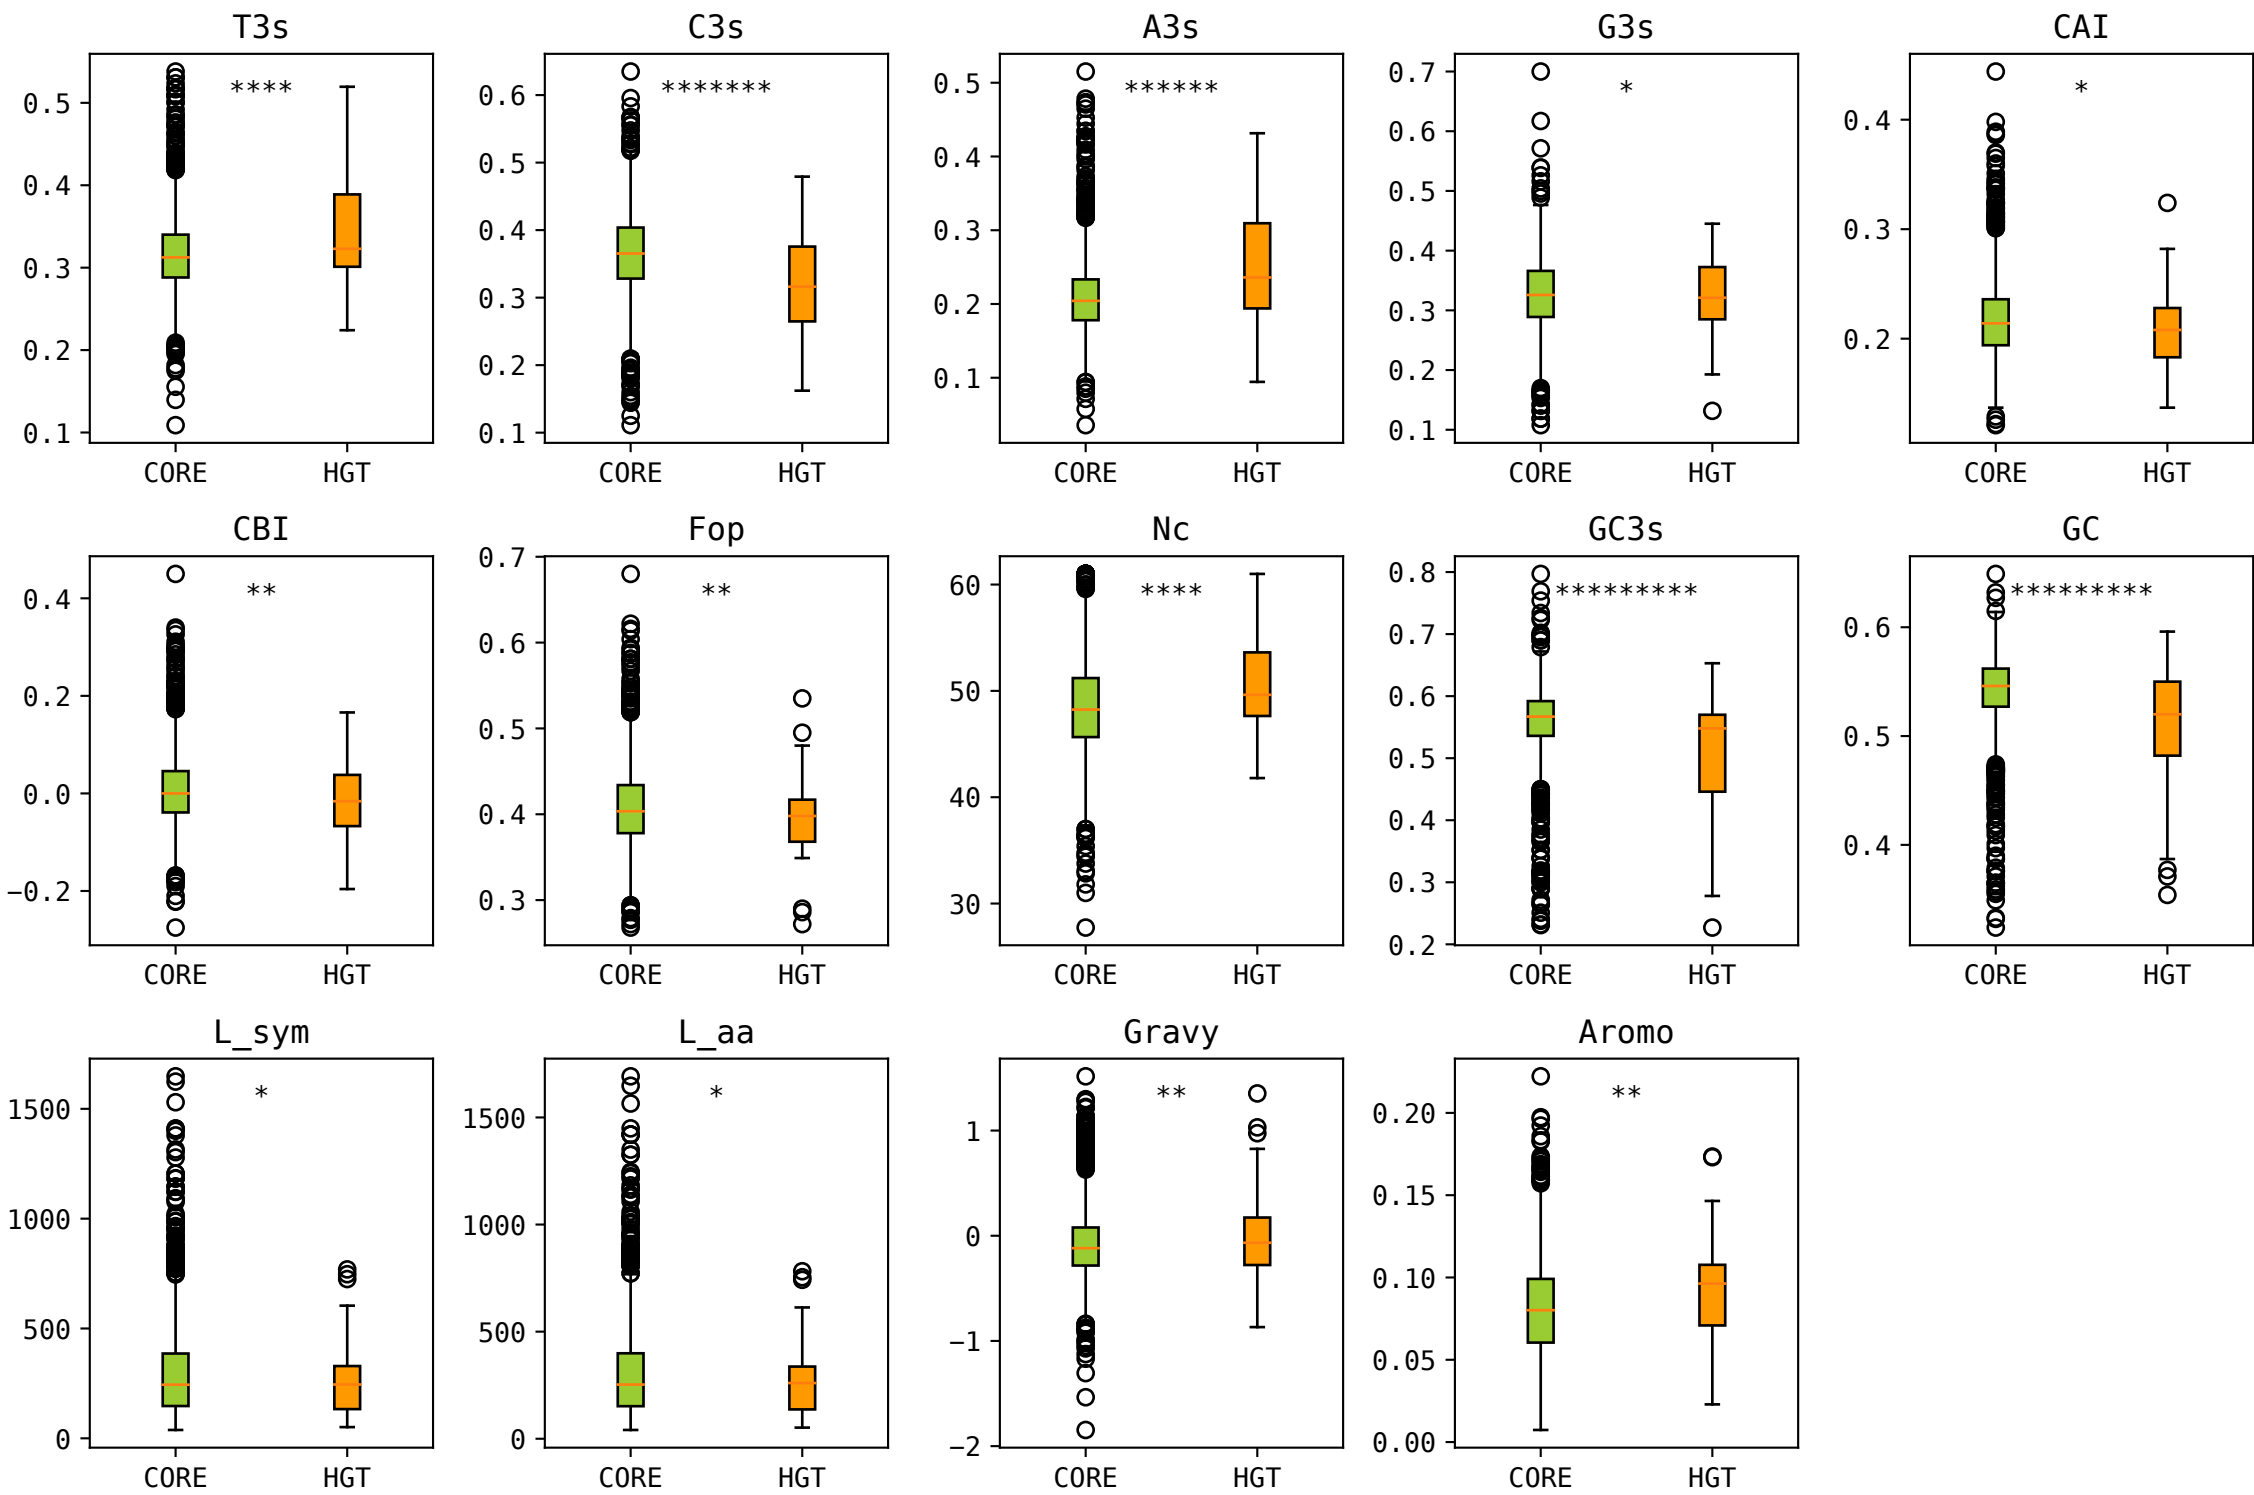 T3s
C3s
A3s
G3s
CAI
****
*******
******
*
*
0.5
0.4
0.3
0.2
0.1
0.6
0.5
0.4
0.3
0.2
0.1
0.5
0.4
0.3
0.2
0.1
0.7
0.6
0.5
0.4
0.3
0.2
0.1
0.4
0.3
0.2
CORE HGT
CORE HGT
CORE HGT
CORE HGT
CORE HGT
CBI
Fop
Nc
GC3s
GC
**
**
****
*********
*********
0.4
0.2
0.0
−0.2
0.7
0.6
0.5
0.4
0.3
60
50
40
30
0.8
0.7
0.6
0.5
0.4
0.3
0.2
0.6
0.5
0.4
CORE HGT
CORE HGT
CORE HGT
CORE HGT
CORE HGT
L_sym
L_aa
Gravy
Aromo
*
*
**
**
1500
1000
500
0
1500
1000
500
0
1
0
−1
−2
0.20
0.15
0.10
0.05
0.00
CORE HGT
CORE HGT
CORE HGT
CORE HGT